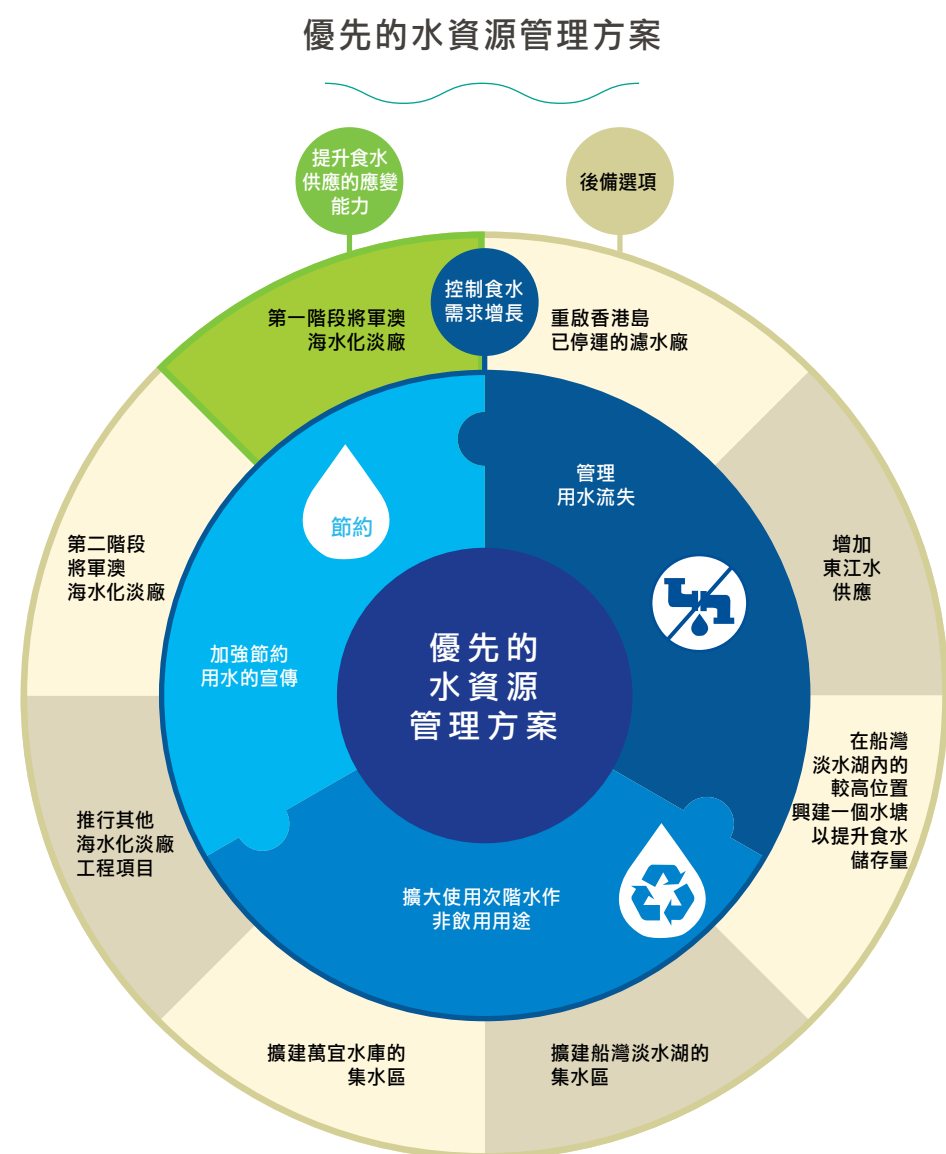 優先的水資源管理方案
提升食水
供應的應變
能力
後備選項
控制食水
需求增長
第一階段將軍澳
海水化淡廠
重啟香港島
已停運的濾水廠
管理
用水流失
節約
第二階段
將軍澳
海水化淡廠
增加
東江水
供應
加強節約
用水的宣傳
優先的
水資源
管理方案
在船灣
淡水湖內的
較高位置
興建一個水塘
以提升食水
儲存量
推行其他
海水化淡廠
工程項目
擴大使用次階水作
非飲用用途
擴建萬宜水庫的
集水區
擴建船灣淡水湖的
集水區